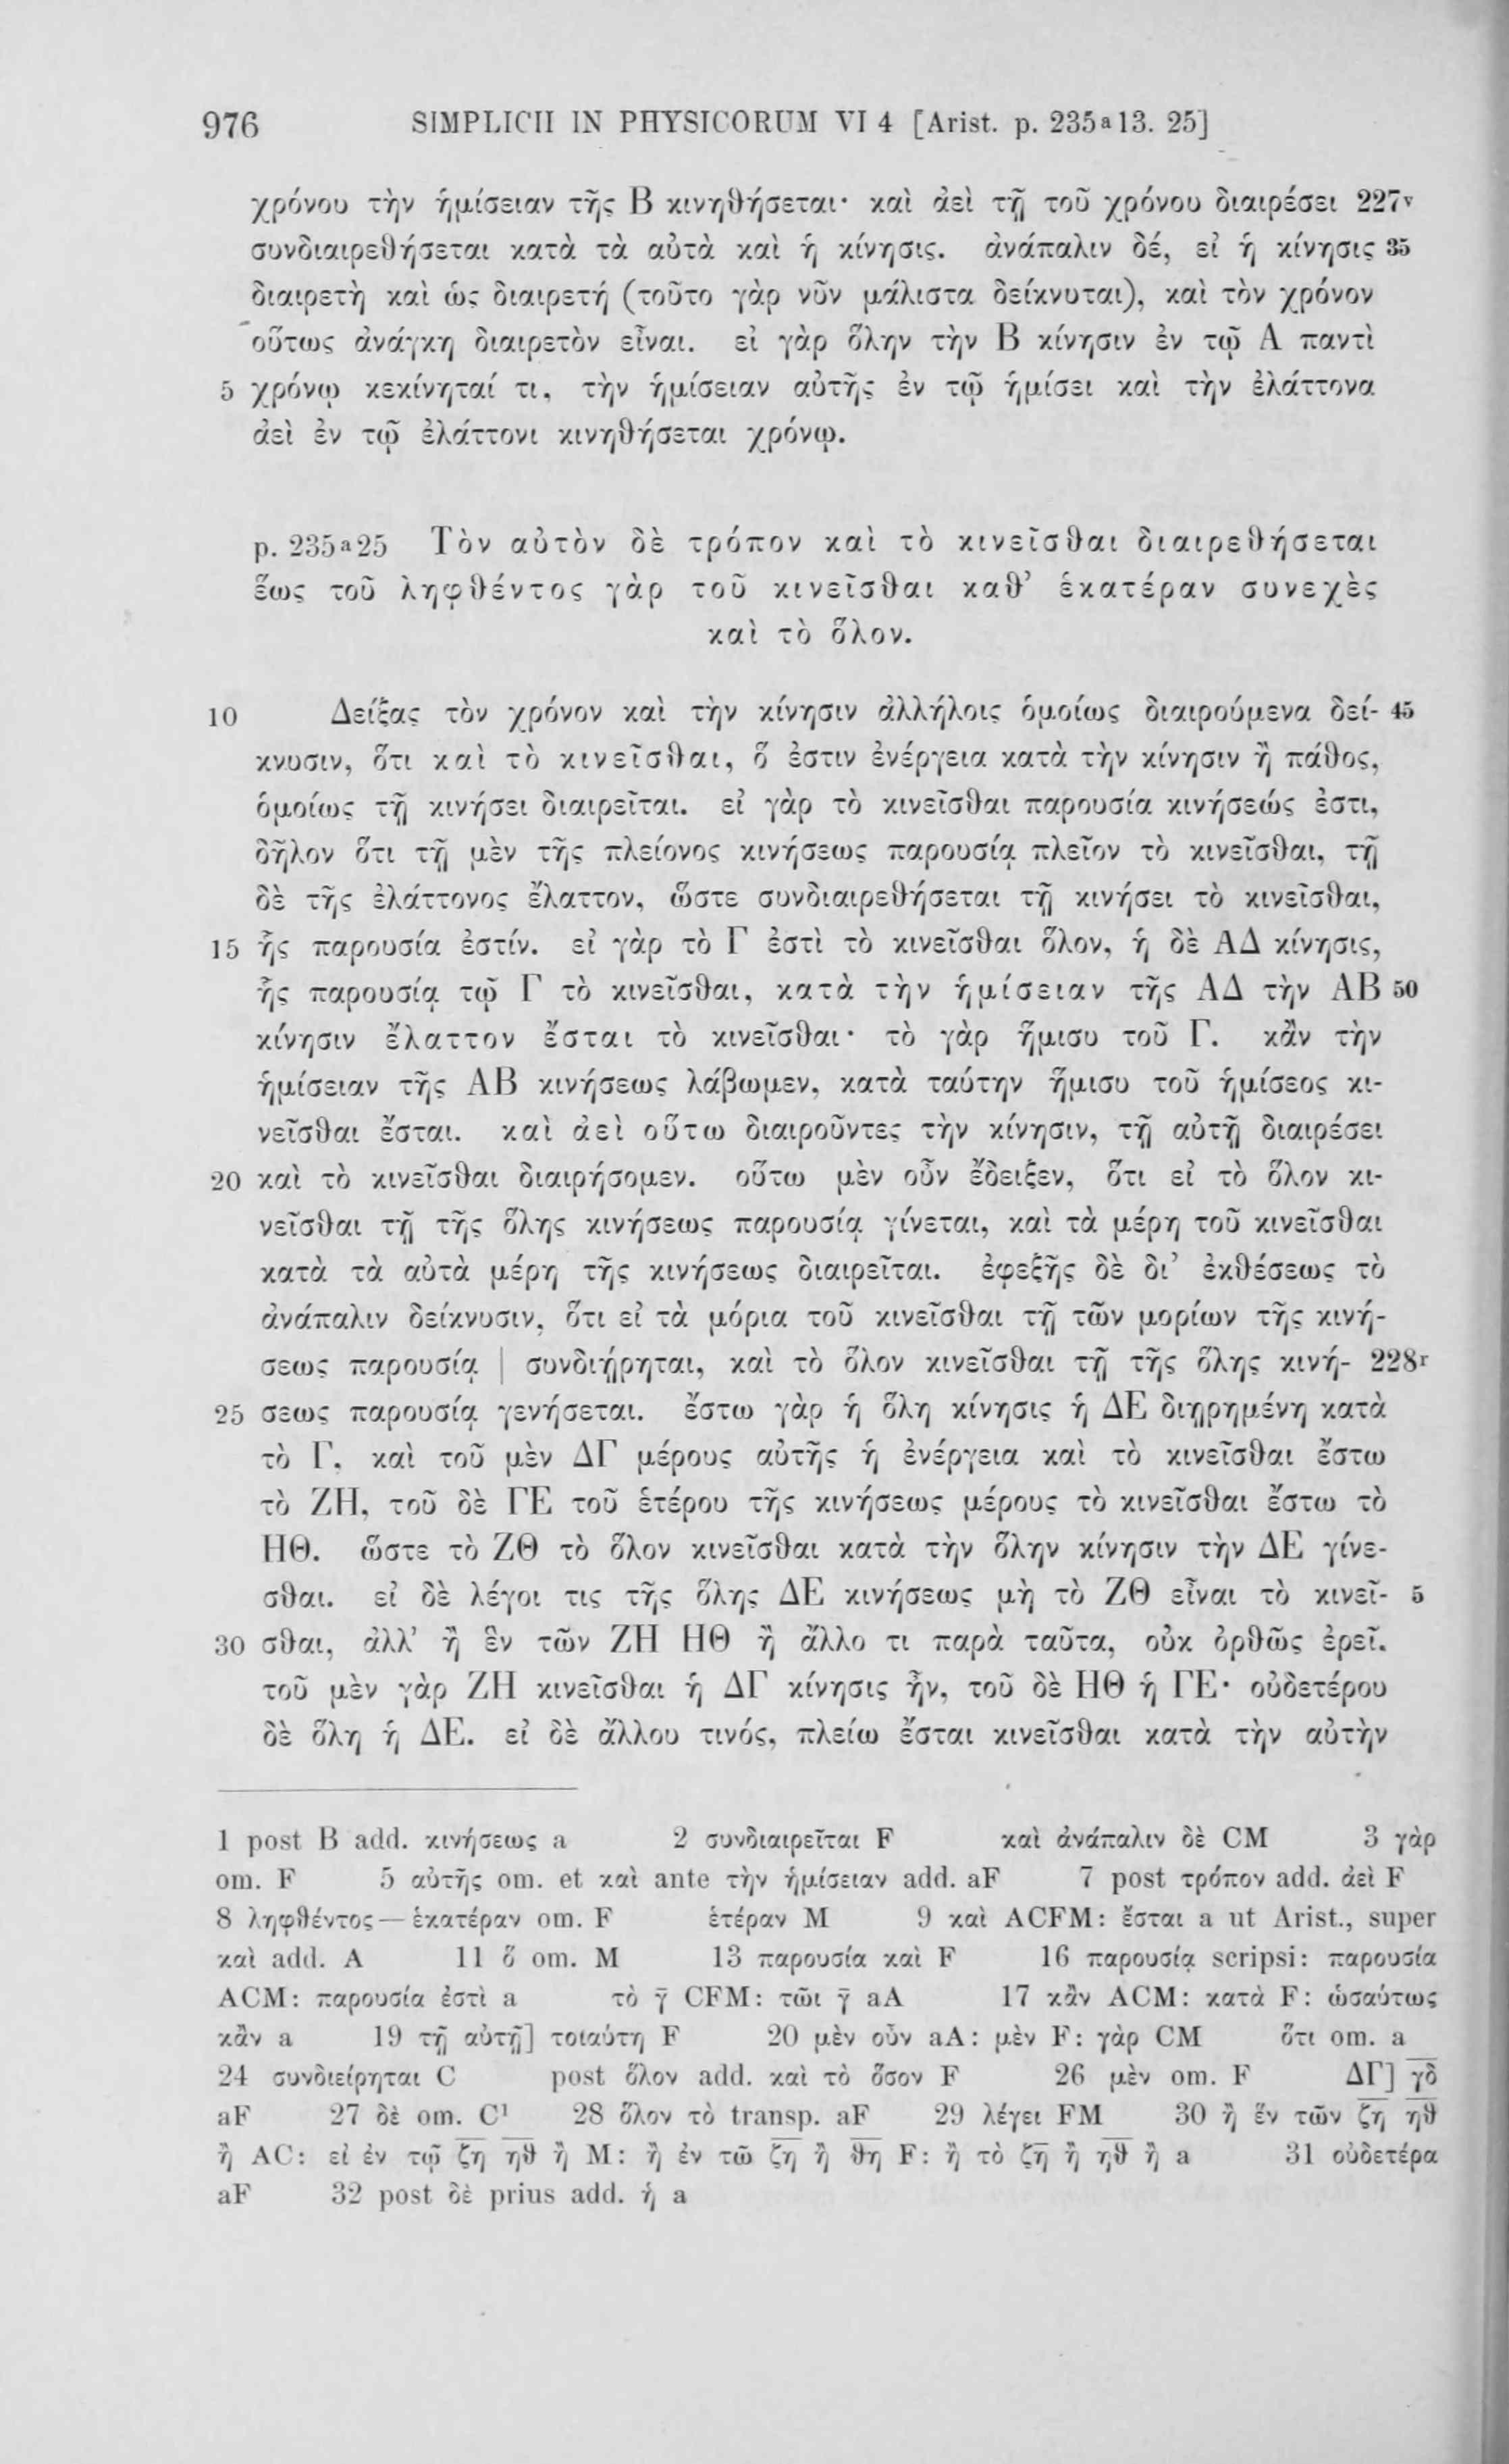 976 SIMPLICII IN PHYSICORUM VI 4 [Arist. p. 235ᵃ13. 25]
χρόνου τὴν ἡμίσειαν τῆς Β κινηθήσεται· καὶ ἀεὶ τῇ τοῦ χρόνου διαιρέσει 227ᵛ
συνδιαιρεθήσεται κατὰ τὰ αὐτὰ καὶ ἡ κίνησις. ἀνάπαλιν δέ, εἰ ἡ κίνησις 35
διαιρετὴ καὶ ὡς διαιρετή (τοῦτο γὰρ νῦν μάλιστα δείκνυται), καὶ τὸν χρόνον
οὕτως ἀνάγκη διαιρετὸν εἶναι. εἰ γὰρ ὅλην τὴν Β κίνησιν ἐν τῷ Α παντὶ
5 χρόνῳ κεκίνηταί τι, τὴν ἡμίσειαν αὐτῆς ἐν τῷ ἡμίσει καὶ τὴν ἐλάττονα
ἀεὶ ἐν τῷ ἐλάττονι κινηθήσεται χρόνῳ.
p. 235ᵃ25 Τὸν αὐτὸν δὲ τρόπον καὶ τὸ κινεῖσθαι διαιρεθήσεται
ἕως τοῦ ληφθέντος γὰρ τοῦ κινεῖσθαι καθ’ ἑκατέραν συνεχὲς
καὶ τὸ ὅλον.
10 Δείξας τὸν χρόνον καὶ τὴν κίνησιν ἀλλήλοις ὁμοίως διαιρούμενα δεί- 45
κνυσιν, ὅτι καὶ τὸ κινεῖσθαι, ὅ ἐστιν ἐνέργεια κατὰ τὴν κίνησιν ἢ πάθος,
ὁμοίως τῇ κινήσει διαιρεῖται. εἰ γὰρ τὸ κινεῖσθαι παρουσία κινήσεώς ἐστι,
δῆλον ὅτι τῇ μὲν τῆς πλείονος κινήσεως παρουσίᾳ πλεῖον τὸ κινεῖσθαι, τῇ
δὲ τῆς ἐλάττονος ἔλαττον, ὥστε συνδιαιρεθήσεται τῇ κινήσει τὸ κινεῖσθαι,
15 ἧς παρουσία ἐστίν. εἰ γὰρ τὸ Γ ἐστὶ τὸ κινεῖσθαι ὅλον, ἡ δὲ ΑΔ κίνησις,
ἧς παρουσίᾳ τῷ Γ τὸ κινεῖσθαι, κατὰ τὴν ἡμίσειαν τῆς ΑΔ τὴν ΑΒ 50
κίνησιν ἔλαττον ἔσται τὸ κινεῖσθαι· τὸ γὰρ ἥμισυ τοῦ Γ. κἂν τὴν
ἡμίσειαν τῆς ΑΒ κινήσεως λάβωμεν, κατὰ ταύτην ἥμισυ τοῦ ἡμίσεος κι-
νεῖσθαι ἔσται. καὶ ἀεὶ οὕτω διαιροῦντες τὴν κίνησιν, τῇ αὐτῇ διαιρέσει
20 καὶ τὸ κινεῖσθαι διαιρήσομεν. οὕτω μὲν οὖν ἔδειξεν, ὅτι εἰ τὸ ὅλον κι-
νεῖσθαι τῇ τῆς ὅλης κινήσεως παρουσίᾳ γίνεται, καὶ τὰ μέρη τοῦ κινεῖσθαι
κατὰ τὰ αὐτὰ μέρη τῆς κινήσεως διαιρεῖται. ἐφεξῆς δὲ δι’ ἐκθέσεως τὸ
ἀνάπαλιν δείκνυσιν, ὅτι εἰ τὰ μόρια τοῦ κινεῖσθαι τῇ τῶν μορίων τῆς κινή-
σεως παρουσίᾳ | συνδιῄρηται, καὶ τὸ ὅλον κινεῖσθαι τῇ τῆς ὅλης κινή- 228ʳ
25 σεως παρουσίᾳ γενήσεται. ἔστω γὰρ ἡ ὅλη κίνησις ἡ ΔΕ διῃρημένη κατὰ
τὸ Γ, καὶ τοῦ μὲν ΔΓ μέρους αὐτῆς ἡ ἐνέργεια καὶ τὸ κινεῖσθαι ἔστω
τὸ ΖΗ, τοῦ δὲ ΓΕ τοῦ ἑτέρου τῆς κινήσεως μέρους τὸ κινεῖσθαι ἔστω τὸ
ΗΘ. ὥστε τὸ ΖΘ τὸ ὅλον κινεῖσθαι κατὰ τὴν ὅλην κίνησιν τὴν ΔΕ γίνε-
σθαι. εἰ δὲ λέγοι τις τῆς ὅλης ΔΕ κινήσεως μὴ τὸ ΖΘ εἶναι τὸ κινεῖ- 5
30 σθαι, ἀλλ’ ἢ ἓν τῶν ΖΗ ΗΘ ἢ ἄλλο τι παρὰ ταῦτα, οὐκ ὀρθῶς ἐρεῖ.
τοῦ μὲν γὰρ ΖΗ κινεῖσθαι ἡ ΔΓ κίνησις ἦν, τοῦ δὲ ΗΘ ἡ ΓΕ· οὐδετέρου
δὲ ὅλη ἡ ΔΕ. εἰ δὲ ἄλλου τινός, πλείω ἔσται κινεῖσθαι κατὰ τὴν αὐτὴν
1 post Β add. κινήσεως a 2 συνδιαιρεῖται F καὶ ἀνάπαλιν δὲ CM 3 γὰρ
om. F 5 αὐτῆς om. et καὶ ante τὴν ἡμίσειαν add. aF 7 post τρόπον add. ἀεὶ F
8 ληφθέντος — ἑκατέραν om. F ἑτέραν M 9 καὶ ACFM: ἔσται a ut Arist., super
καὶ add. A 11 ὅ om. M 13 παρουσία καὶ F 16 παρουσίᾳ scripsi: παρουσία
ACM: παρουσία ἐστὶ a τὸ γ̄ CFM: τῶι γ̄ aA 17 κἂν ACM: κατὰ F: ὡσαύτως
κἂν a 19 τῇ αὐτῇ] τοιαύτη F 20 μὲν οὖν aA: μὲν F: γὰρ CM ὅτι om. a
24 συνδιείρηται C post ὅλον add. καὶ τὸ ὅσον F 26 μὲν om. F ΔΓ] γ̄δ̄
aF 27 δὲ om. C¹ 28 ὅλον τὸ transp. aF 29 λέγει FM 30 ἢ ἕν τῶν ζ̄η̄ η̄θ̄
ἢ AC: εἰ ἐν τῷ ζ̄η̄ η̄θ̄ ἢ M: ἢ ἐν τῶ ζ̄η̄ ἢ θ̄η̄ F: ἢ τὸ ζ̄η̄ ἢ η̄θ̄ ἢ a 31 οὐδετέρα
aF 32 post δὲ prius add. ἡ a